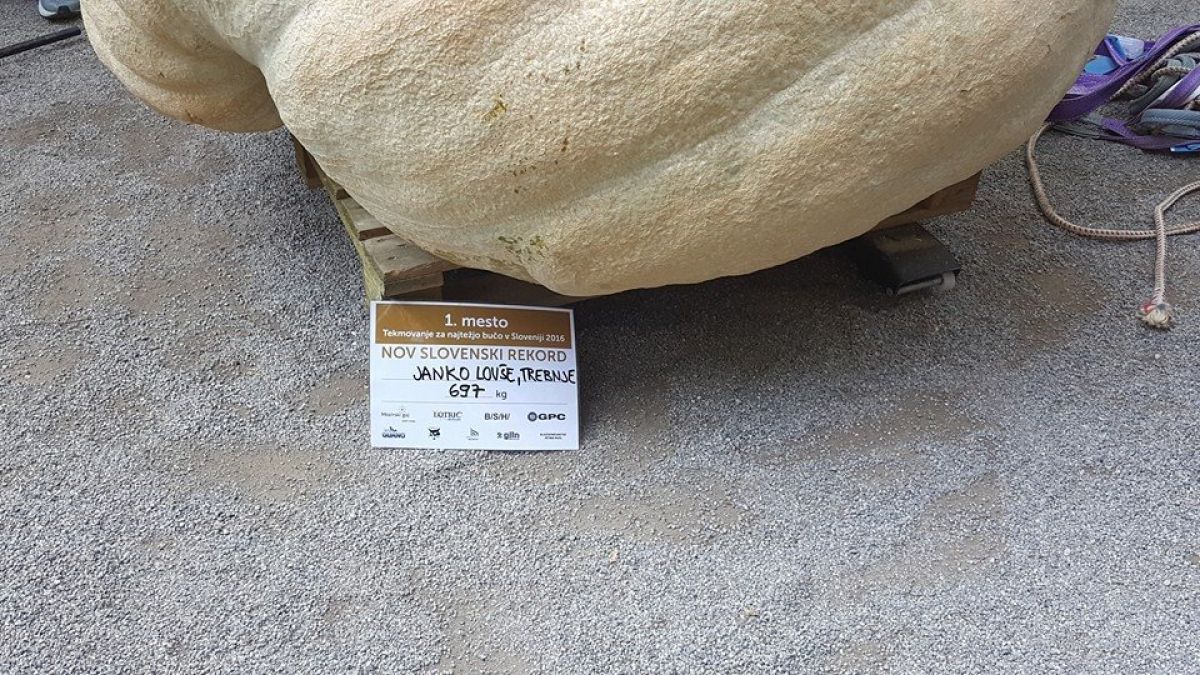 1. mesto
Tekmovanje za najtežjo bučo v Sloveniji 2016
NOV SLOVENSKI REKORD
JANKO LOVŠE, TREBNJE
697 kg
B/S/H/ GPC